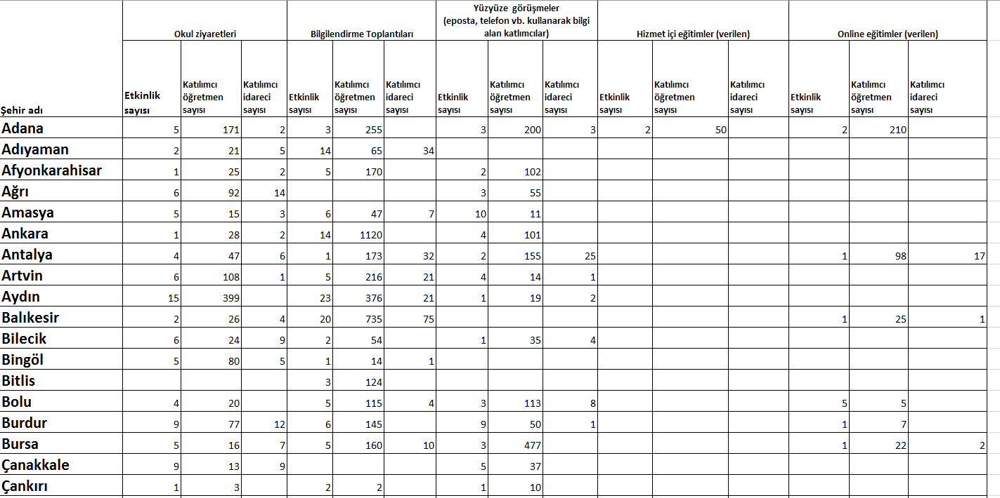 Okul ziyaretleri Bilgilendirme Toplantıları Yüzyüze görüşmeler
(eposta, telefon vb. kullanarak bilgi
alan katlımcılar) Hizmet içi eğitimler (verilen) Online eğitimler (verilen)
Şehir adı Etkinlik sayısı Katılımcı öğretmen sayısı Katılımcı idareci sayısı Etkinlik sayısı Katılımcı öğretmen sayısı Katılımcı idareci sayısı Etkinlik sayısı Katılımcı öğretmen sayısı Katılımcı idareci sayısı Etkinlik sayısı Katılımcı öğretmen sayısı Katılımcı idareci sayısı Etkinlik sayısı Katılımcı öğretmen sayısı Katılımcı idareci sayısı
Adana 5 171 2 3 255 3 200 3 2 50 2 210
Adıyaman 2 21 5 14 65 34
Afyonkarahisar 1 25 2 5 170 2 102
Ağrı 6 92 14 3 55
Amasya 5 15 3 6 47 7 10 11
Ankara 1 28 2 14 1120 4 101
Antalya 4 47 6 1 173 32 2 155 25 1 98 17
Artvin 6 108 1 5 216 21 4 14 1
Aydın 15 399 23 376 21 1 19 2
Balıkesir 2 26 4 20 735 75 1 25 1
Bilecik 6 24 9 2 54 1 35 4
Bingöl 5 80 5 1 14 1
Bitlis 3 124
Bolu 4 20 5 115 4 3 113 8 5 5
Burdur 9 77 12 6 145 9 50 1 1 7
Bursa 5 16 7 5 160 10 3 477 1 22 2
Çanakkale 9 13 9 5 37
Çankırı 1 3 2 2 1 10